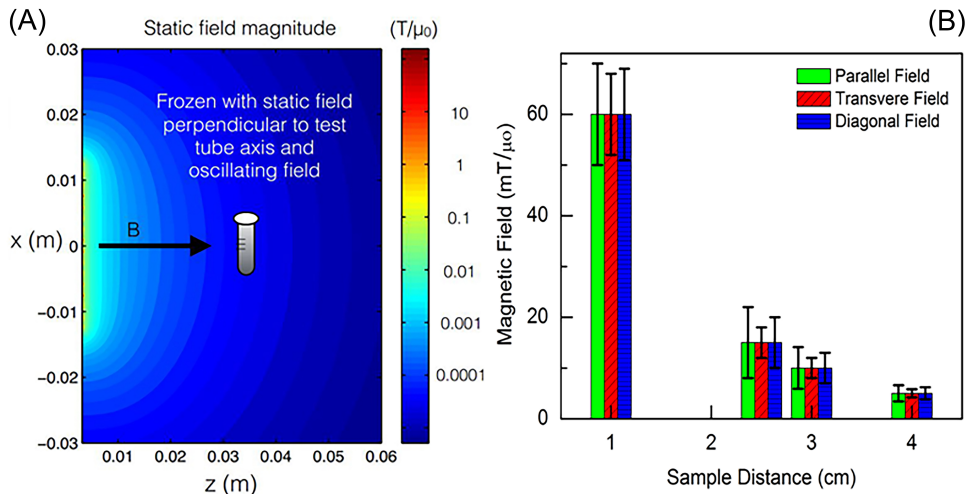 (A)
Static field magnitude
(T/μ₀)
0.03
0.02
0.01
0
−0.01
−0.02
−0.03
x (m)
0.01 0.02 0.03 0.04 0.05 0.06
z (m)
Frozen with static field
perpendicular to test
tube axis and
oscillating field
B
10
1
0.1
0.01
0.001
0.0001
(B)
Parallel Field
Transvere Field
Diagonal Field
Magnetic Field (mT/μo)
60
40
20
0
1 2 3 4
Sample Distance (cm)